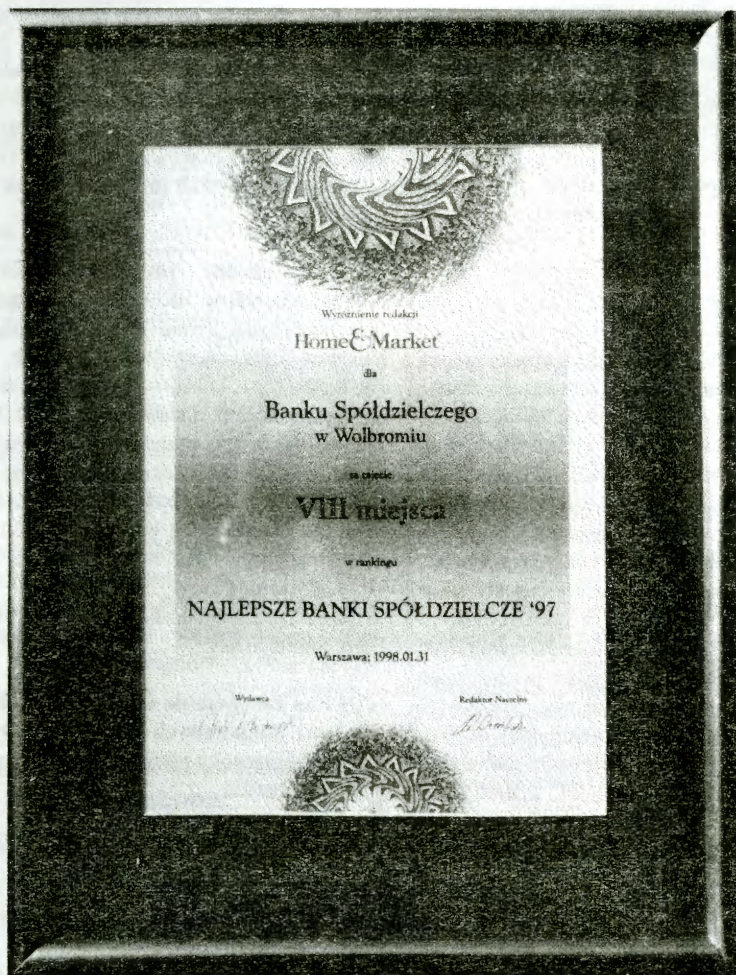 Wyróżnienie redakcji
Home&Market
dla
Banku Spółdzielczego
w Wolbromiu
za zajęcie
VIII miejsca
w rankingu
NAJLEPSZE BANKI SPÓŁDZIELCZE '97
Warszawa; 1998.01.31
Wydawca Redaktor Naczelny